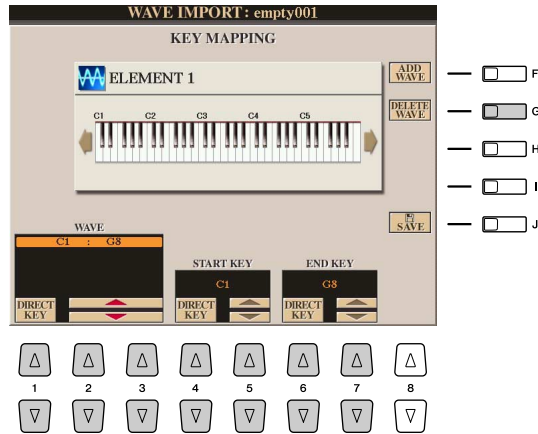 WAVE IMPORT : empty001
KEY MAPPING
ADD
WAVE
F
ELEMENT 1
DELETE
WAVE
G
C1 C2 C3 C4 C5
H
I
SAVE
J
WAVE
C1 : G8
START KEY
END KEY
C1
G8
DIRECT
KEY
DIRECT
KEY
DIRECT
KEY
1 2 3 4 5 6 7 8